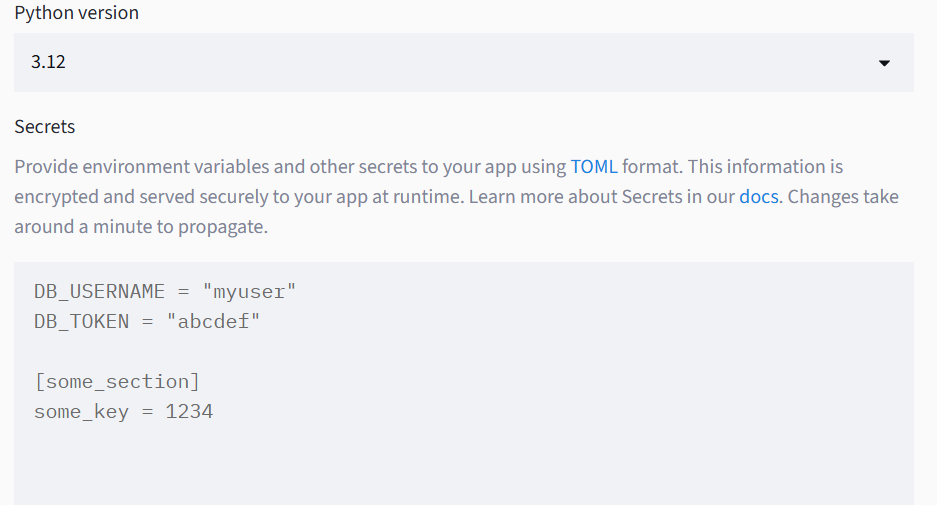 Python version
3.12
Secrets
Provide environment variables and other secrets to your app using TOML format. This information is
encrypted and served securely to your app at runtime. Learn more about Secrets in our docs. Changes take
around a minute to propagate.
DB_USERNAME = "myuser"
DB_TOKEN = "abcdef"
[some_section]
some_key = 1234